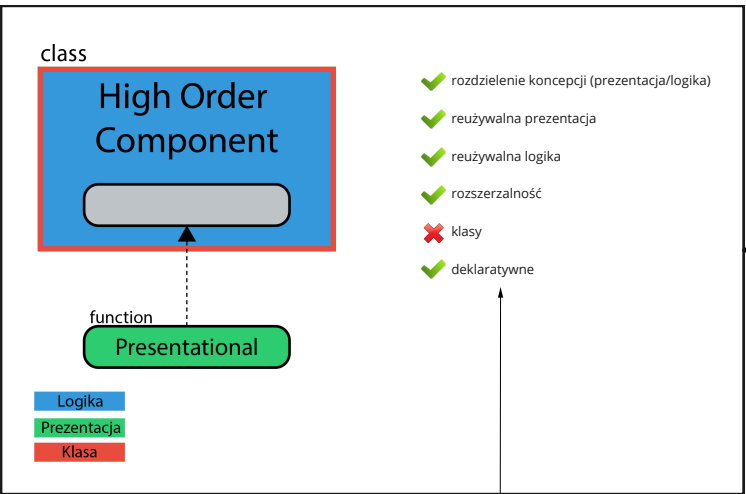 class
High Order
Component
function
Presentational
Logika
Prezentacja
Klasa
rozdzielenie koncepcji (prezentacja/logika)
reużywalna prezentacja
reużywalna logika
rozszerzalność
klasy
deklaratywne